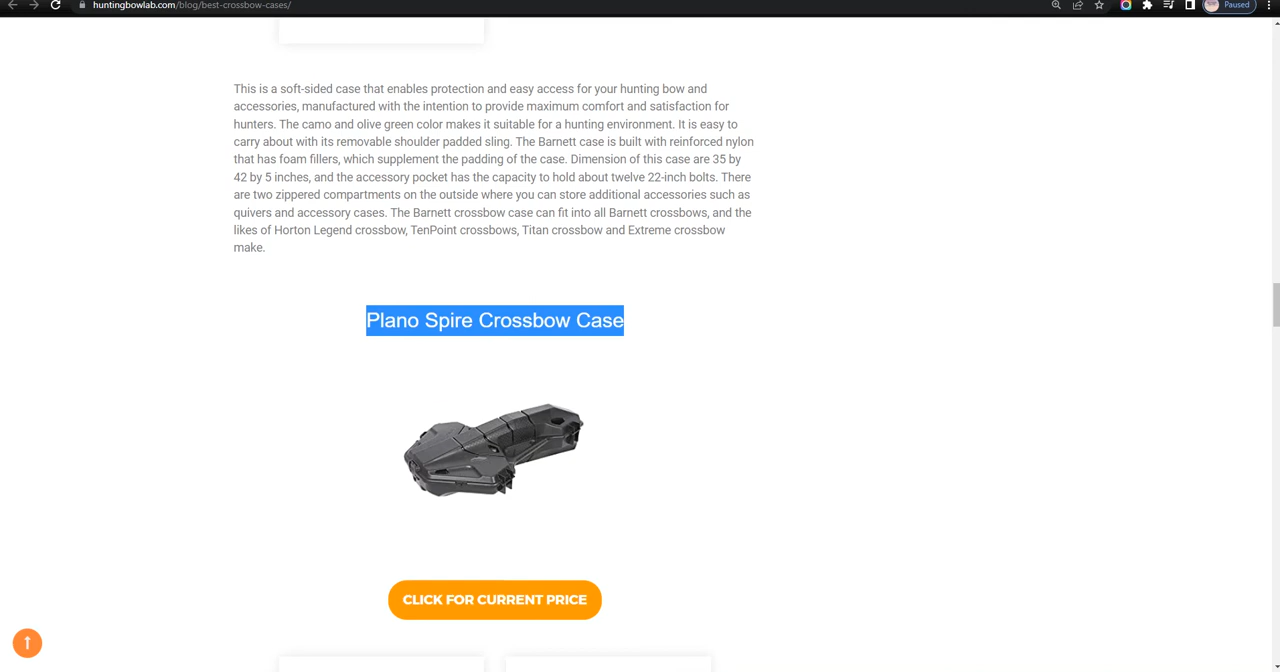 huntingbowlab.com/blog/best-crossbow-cases/
Paused
This is a soft-sided case that enables protection and easy access for your hunting bow and
accessories, manufactured with the intention to provide maximum comfort and satisfaction for
hunters. The camo and olive green color makes it suitable for a hunting environment. It is easy to
carry about with its removable shoulder padded sling. The Barnett case is built with reinforced nylon
that has foam fillers, which supplement the padding of the case. Dimension of this case are 35 by
42 by 5 inches, and the accessory pocket has the capacity to hold about twelve 22-inch bolts. There
are two zippered compartments on the outside where you can store additional accessories such as
quivers and accessory cases. The Barnett crossbow case can fit into all Barnett crossbows, and the
likes of Horton Legend crossbow, TenPoint crossbows, Titan crossbow and Extreme crossbow
make.
Plano Spire Crossbow Case
CLICK FOR CURRENT PRICE